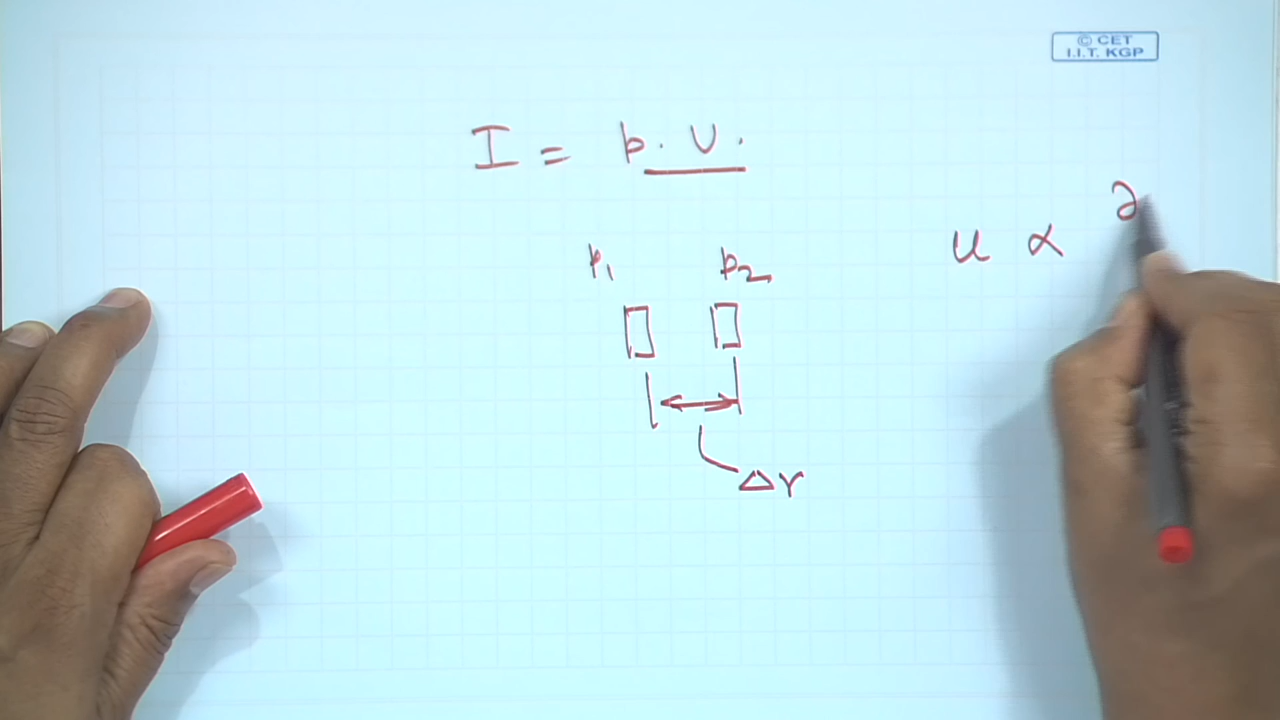 © CET
I.I.T. KGP
I = p. U.
p₁ p₂
u ∝ ∂
Δr